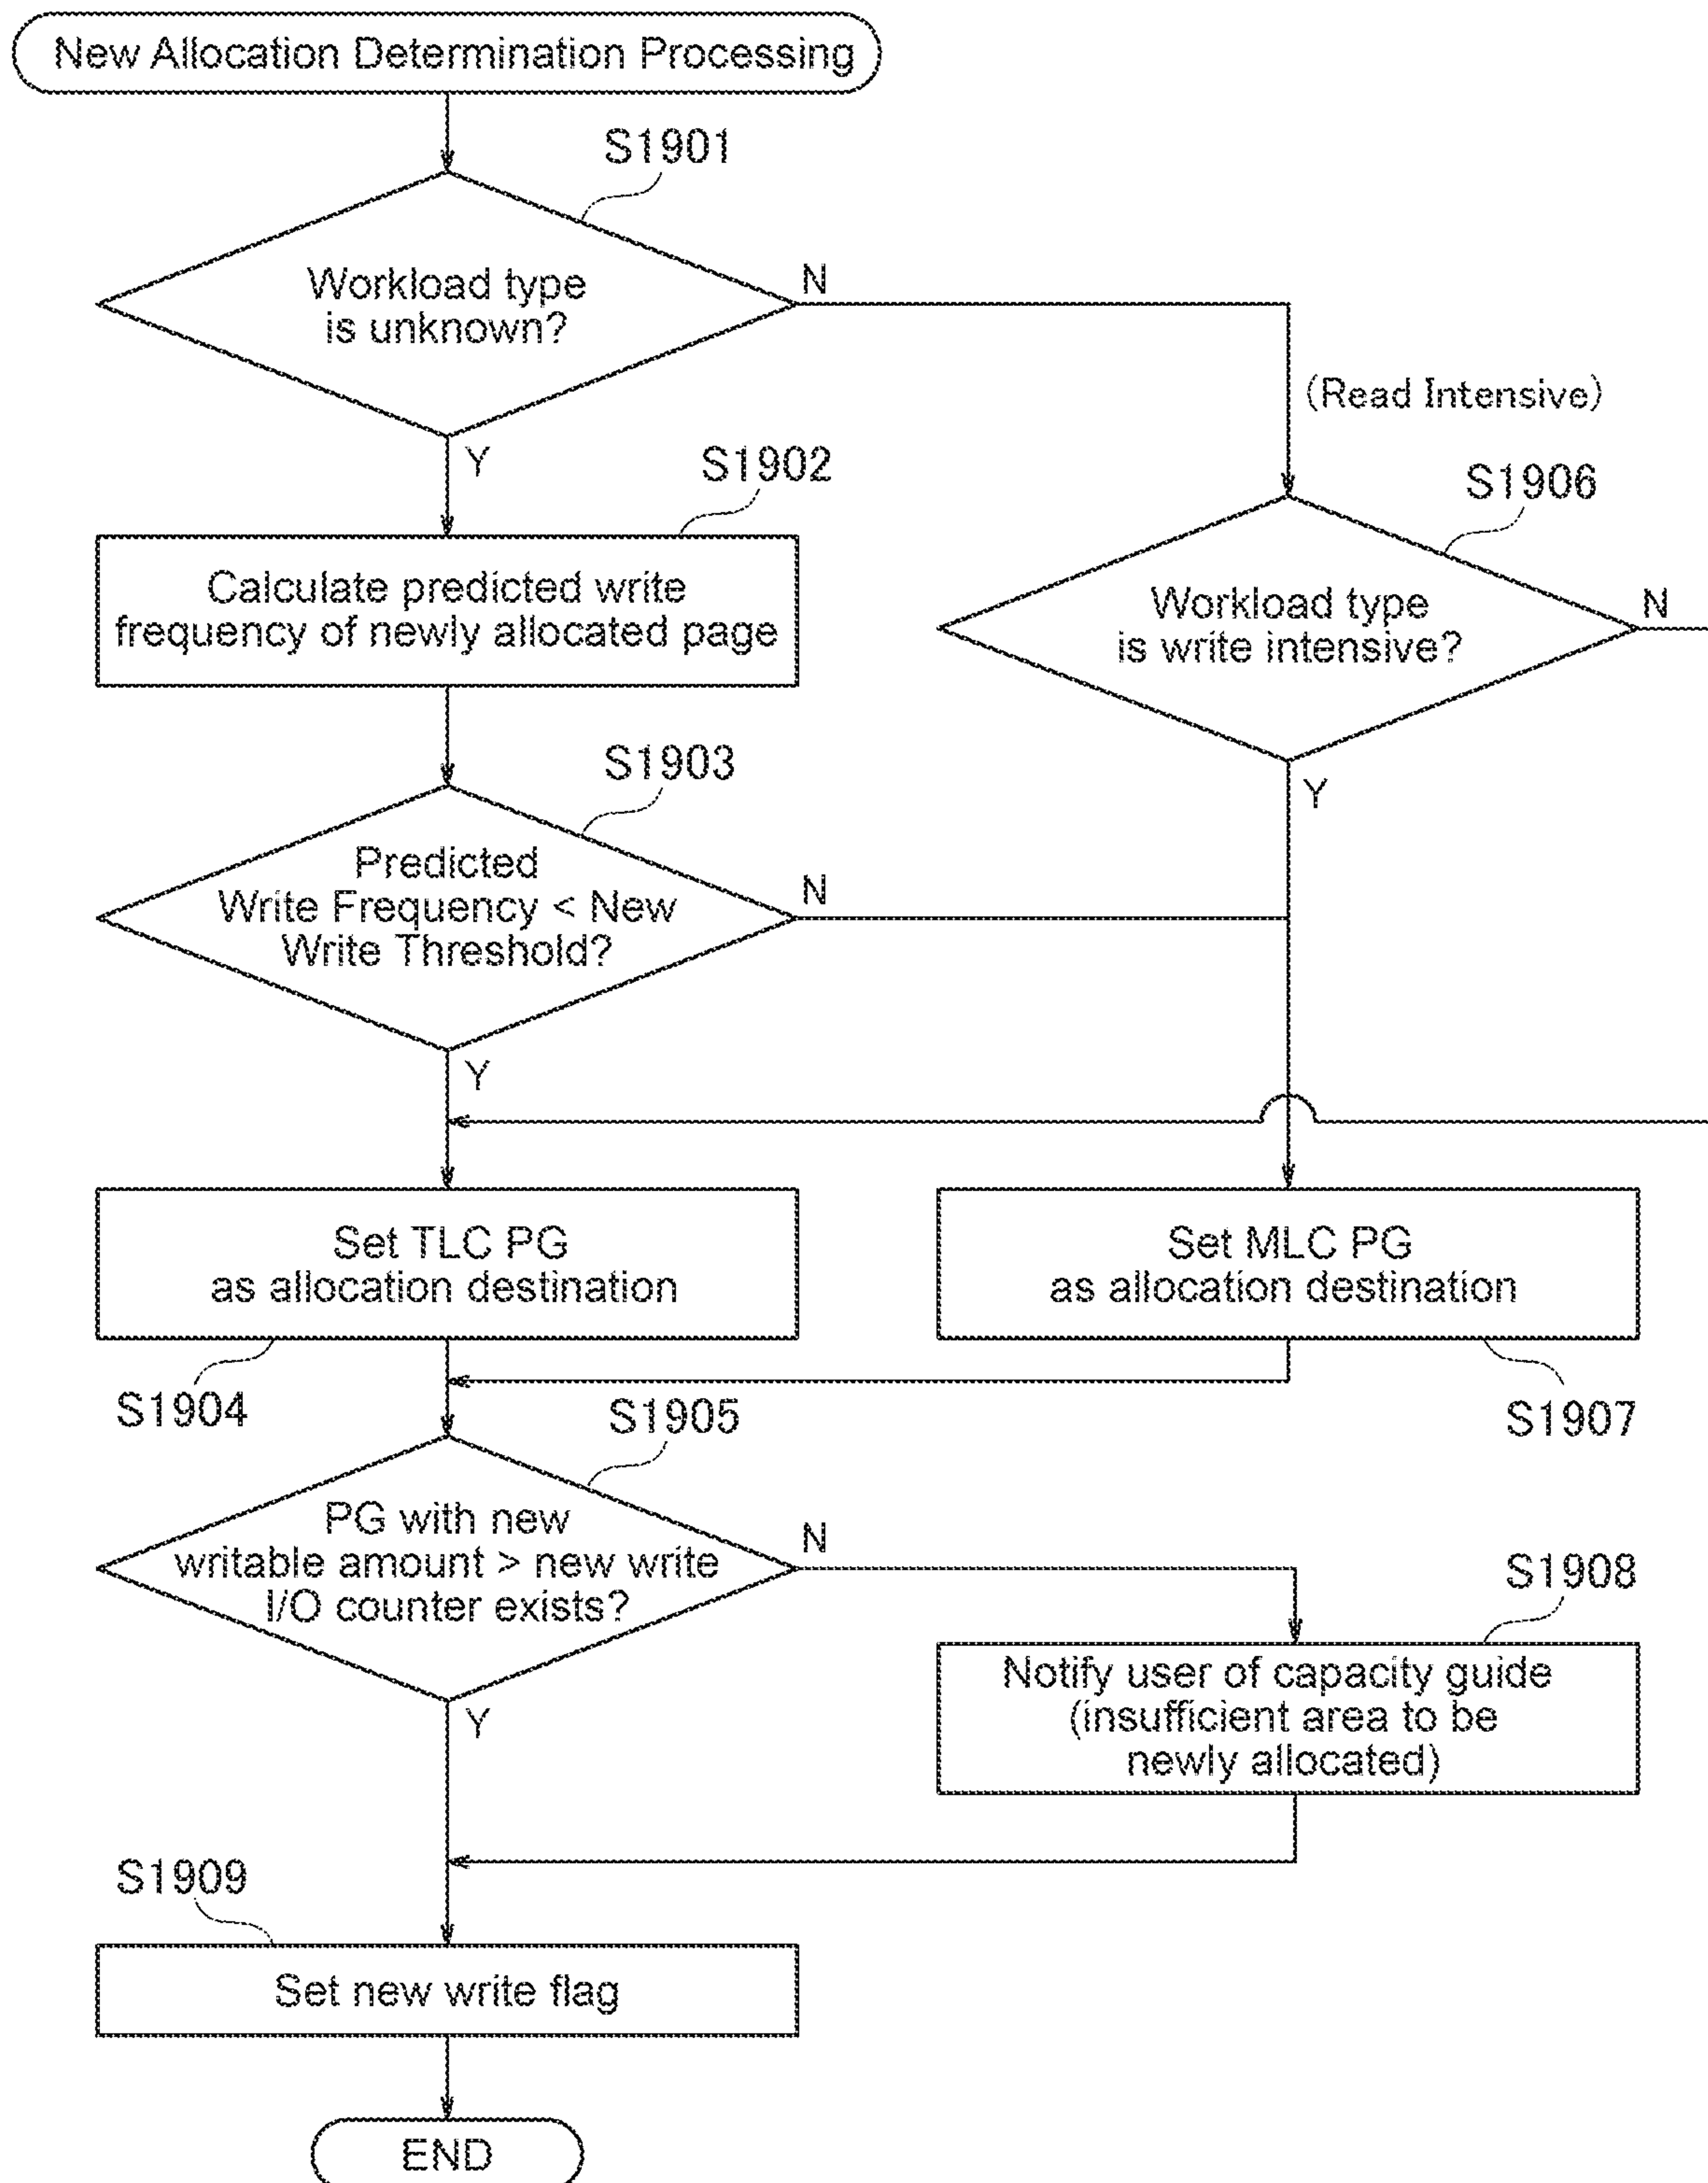 New Allocation Determination Processing
S1901
Workload type
is unknown?
N
Y
(Read Intensive)
S1902
Calculate predicted write
frequency of newly allocated page
S1906
Workload type
is write intensive?
N
Y
S1903
Predicted
Write Frequency < New
Write Threshold?
N
Y
Set TLC PG
as allocation destination
S1904
Set MLC PG
as allocation destination
S1907
S1905
PG with new
writable amount > new write
I/O counter exists?
N
Y
S1908
Notify user of capacity guide
(insufficient area to be
newly allocated)
S1909
Set new write flag
END